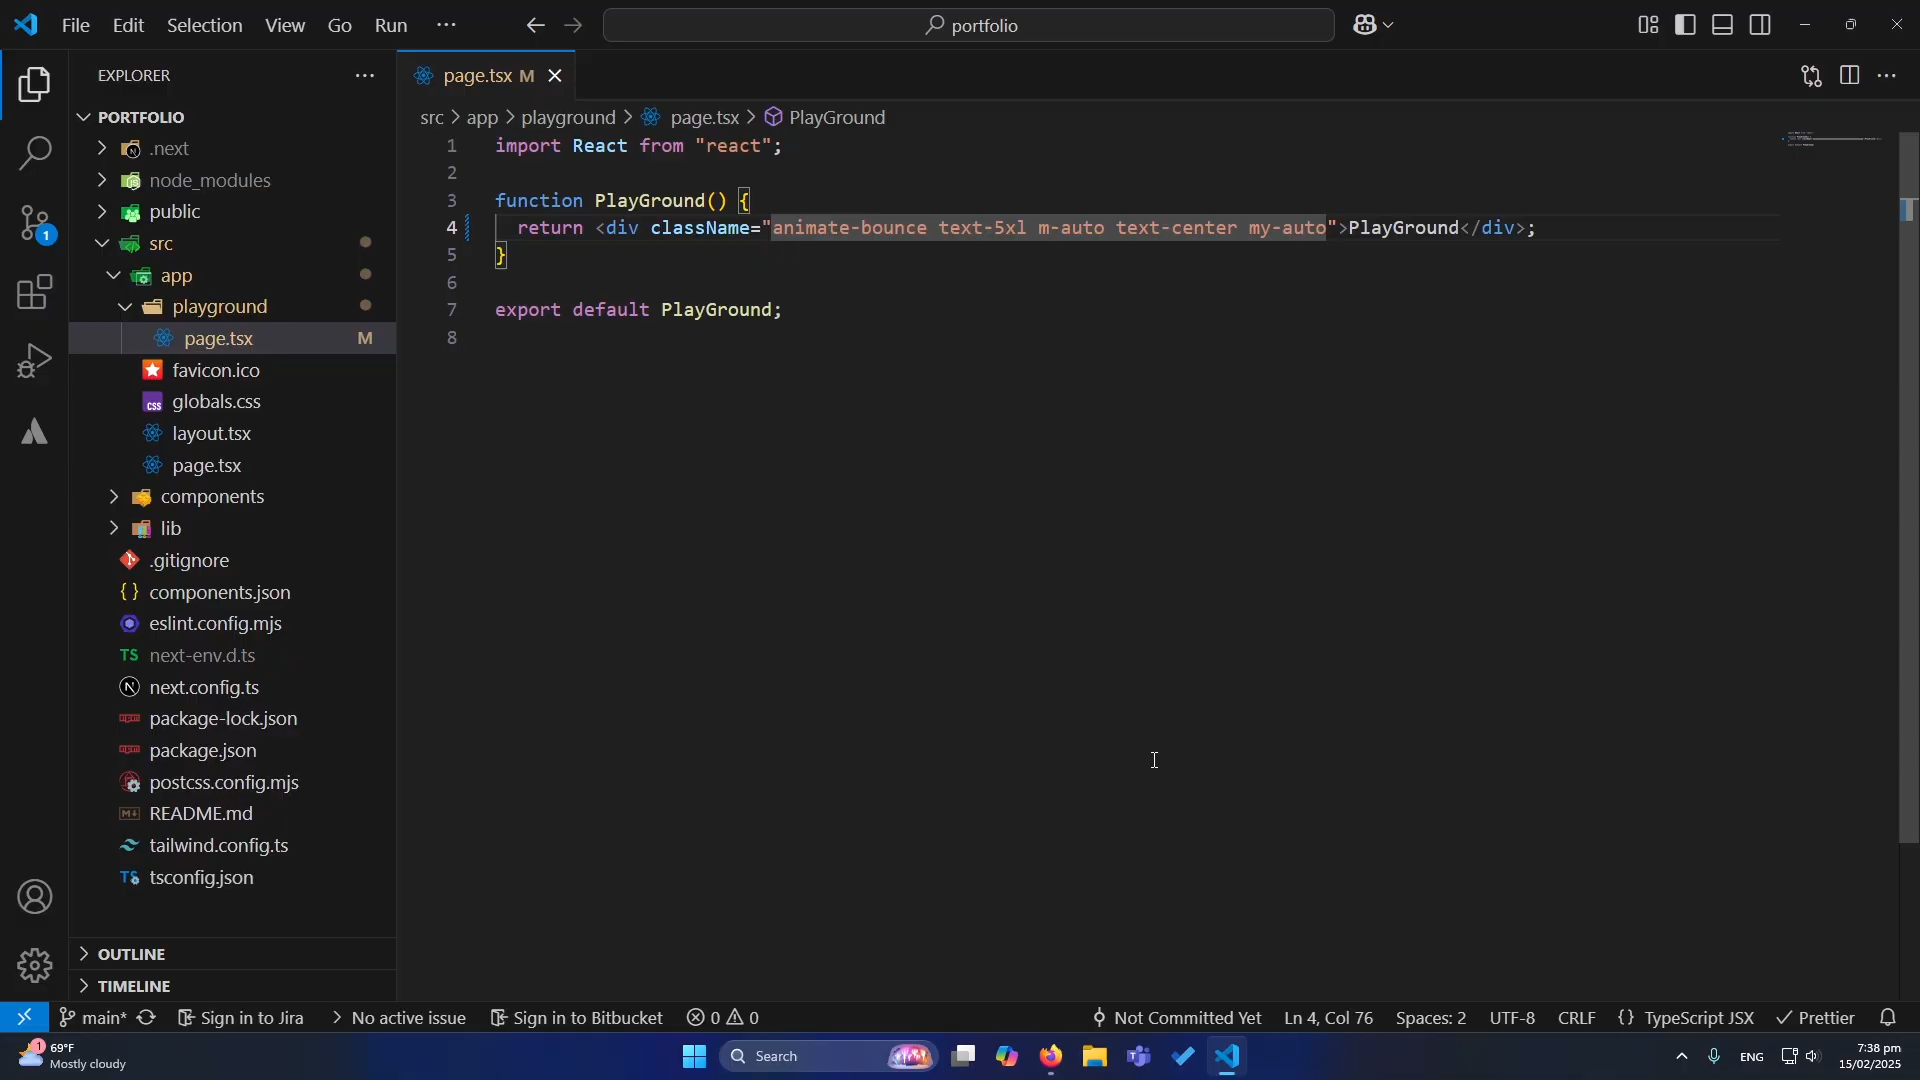 File Edit Selection View Go Run ···
portfolio
EXPLORER
···
PORTFOLIO
.next
node_modules
public
src
app
playground
page.tsx M
favicon.ico
globals.css
layout.tsx
page.tsx
components
lib
.gitignore
components.json
eslint.config.mjs
next-env.d.ts
next.config.ts
package-lock.json
package.json
postcss.config.mjs
README.md
tailwind.config.ts
tsconfig.json
OUTLINE
TIMELINE
1
page.tsx M
src > app > playground > page.tsx > PlayGround
1 import React from "react";
2
3 function PlayGround() {
4 return <div className="animate-bounce text-5xl m-auto text-center my-auto">PlayGround</div>;
5 }
6
7 export default PlayGround;
8
main* Sign in to Jira > No active issue Sign in to Bitbucket 0 0 Not Committed Yet Ln 4, Col 76 Spaces: 2 UTF-8 CRLF {} TypeScript JSX Prettier
1
69°F
Mostly cloudy
Search
ENG
7:38 pm
15/02/2025